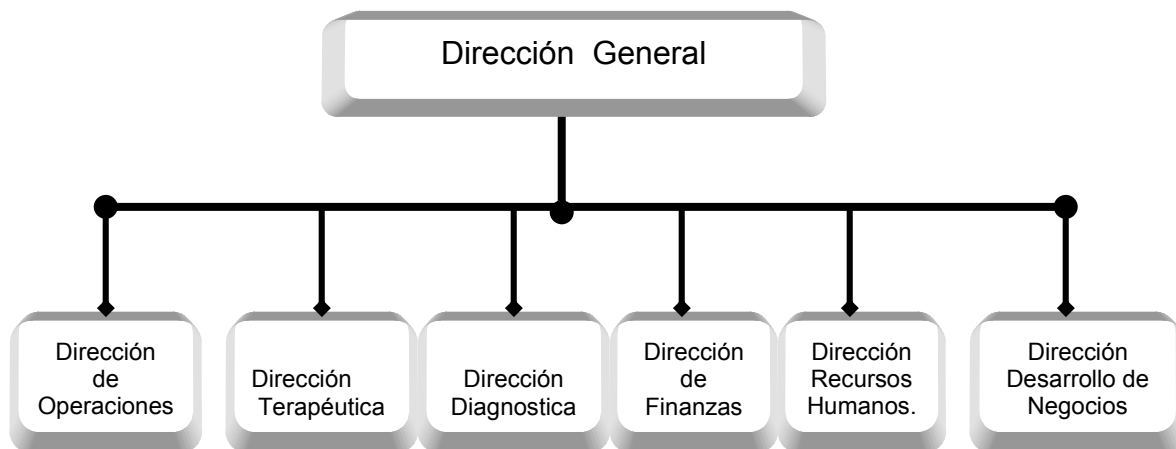 Dirección General
Dirección
de
Operaciones
Dirección
Terapéutica
Dirección
Diagnostica
Dirección
de
Finanzas
Dirección
Recursos
Humanos.
Dirección
Desarrollo de
Negocios